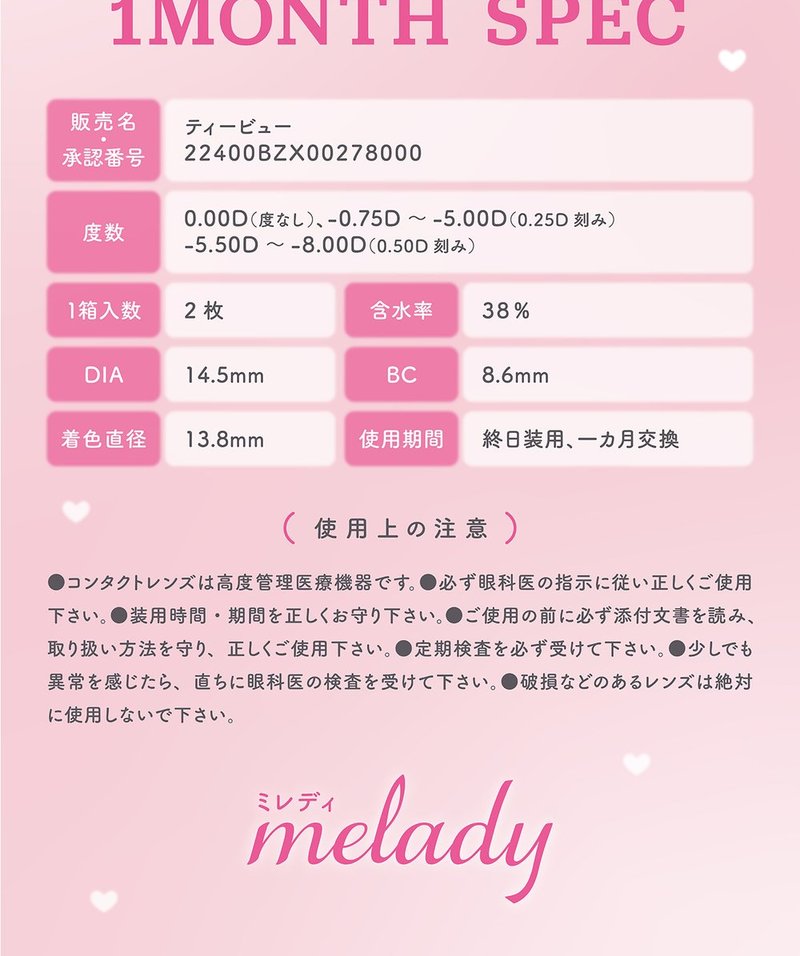 1MONTH SPEC
販売名
・
承認番号
ティービュー
22400BZX00278000
度数
0.00D(度なし)、-0.75D ～ -5.00D(0.25D 刻み)
-5.50D ～ -8.00D(0.50D 刻み)
1箱入数 2 枚 含水率 38%
DIA 14.5mm BC 8.6mm
着色直径 13.8mm 使用期間 終日装用、一カ月交換
( 使用上の注意 )
●コンタクトレンズは高度管理医療機器です。●必ず眼科医の指示に従い正しくご使用
下さい。●装用時間・期間を正しくお守り下さい。●ご使用の前に必ず添付文書を読み、
取り扱い方法を守り、正しくご使用下さい。●定期検査を必ず受けて下さい。●少しでも
異常を感じたら、直ちに眼科医の検査を受けて下さい。●破損などのあるレンズは絶対
に使用しないで下さい。
ミレディ
melady